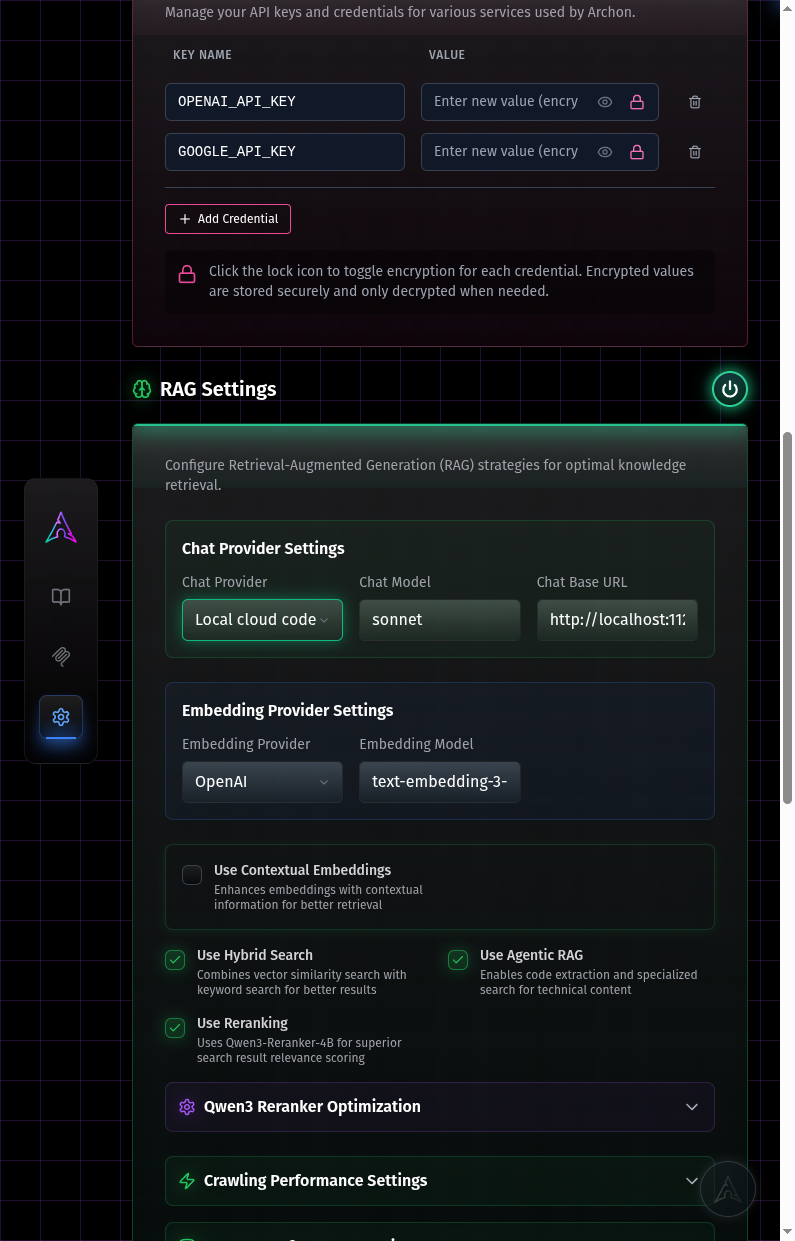 Manage your API keys and credentials for various services used by Archon.
KEY NAME VALUE
OPENAI_API_KEY Enter new value (encry
GOOGLE_API_KEY Enter new value (encry
+ Add Credential
Click the lock icon to toggle encryption for each credential. Encrypted values
are stored securely and only decrypted when needed.
RAG Settings
Configure Retrieval-Augmented Generation (RAG) strategies for optimal knowledge
retrieval.
Chat Provider Settings
Chat Provider Chat Model Chat Base URL
Local cloud code sonnet http://localhost:112
Embedding Provider Settings
Embedding Provider Embedding Model
OpenAI text-embedding-3-
Use Contextual Embeddings
Enhances embeddings with contextual
information for better retrieval
Use Hybrid Search
Combines vector similarity search with
keyword search for better results
Use Agentic RAG
Enables code extraction and specialized
search for technical content
Use Reranking
Uses Qwen3-Reranker-4B for superior
search result relevance scoring
Qwen3 Reranker Optimization
Crawling Performance Settings